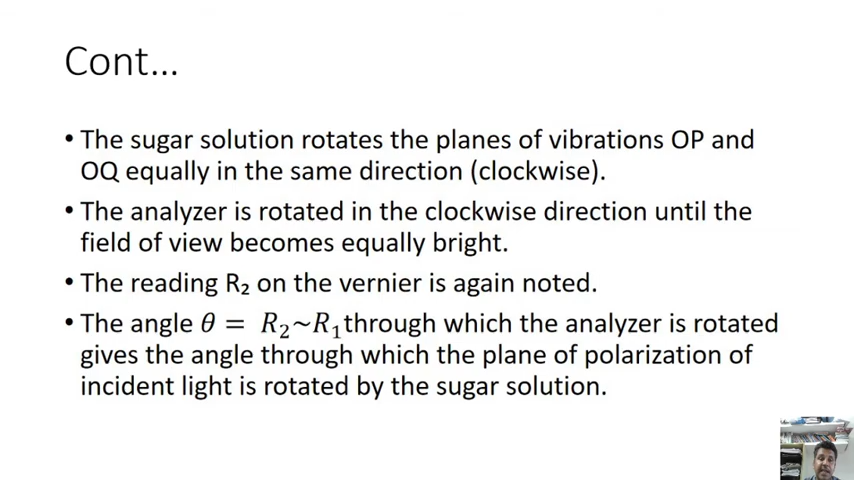 Cont…
• The sugar solution rotates the planes of vibrations OP and
OQ equally in the same direction (clockwise).
• The analyzer is rotated in the clockwise direction until the
field of view becomes equally bright.
• The reading R₂ on the vernier is again noted.
• The angle θ = R₂~R₁through which the analyzer is rotated
gives the angle through which the plane of polarization of
incident light is rotated by the sugar solution.